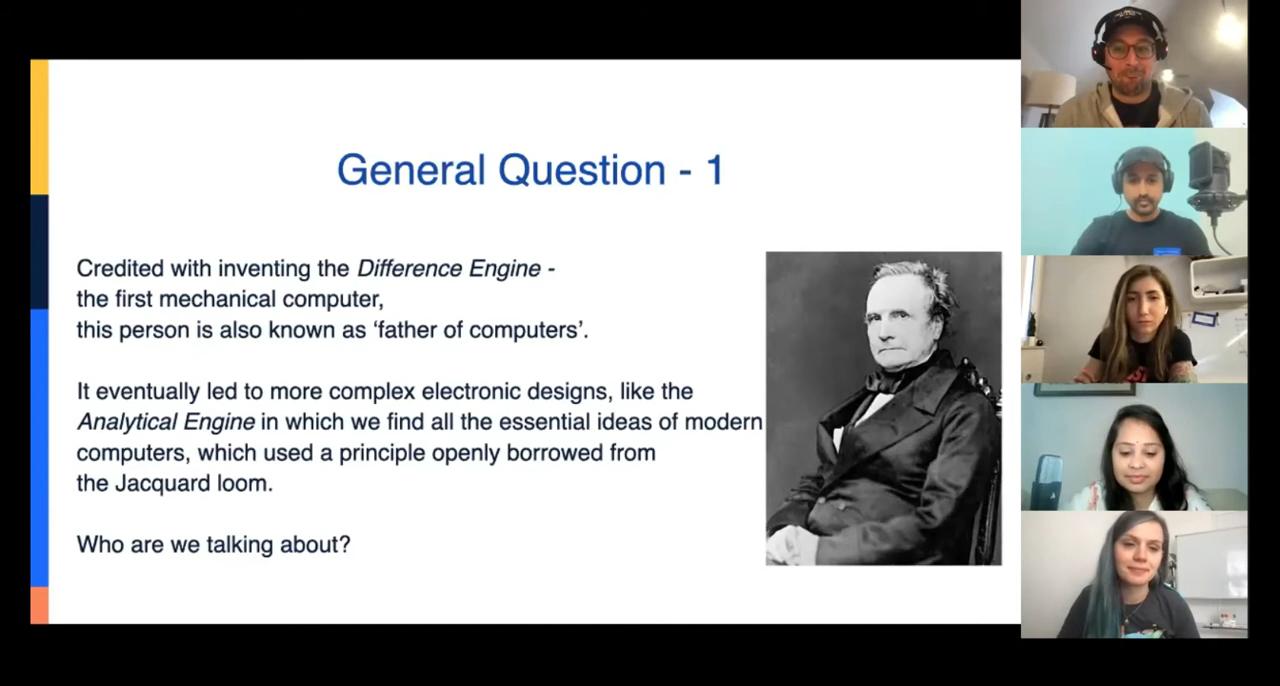 General Question - 1
Credited with inventing the Difference Engine -
the first mechanical computer,
this person is also known as ‘father of computers’.
It eventually led to more complex electronic designs, like the
Analytical Engine in which we find all the essential ideas of modern
computers, which used a principle openly borrowed from
the Jacquard loom.
Who are we talking about?